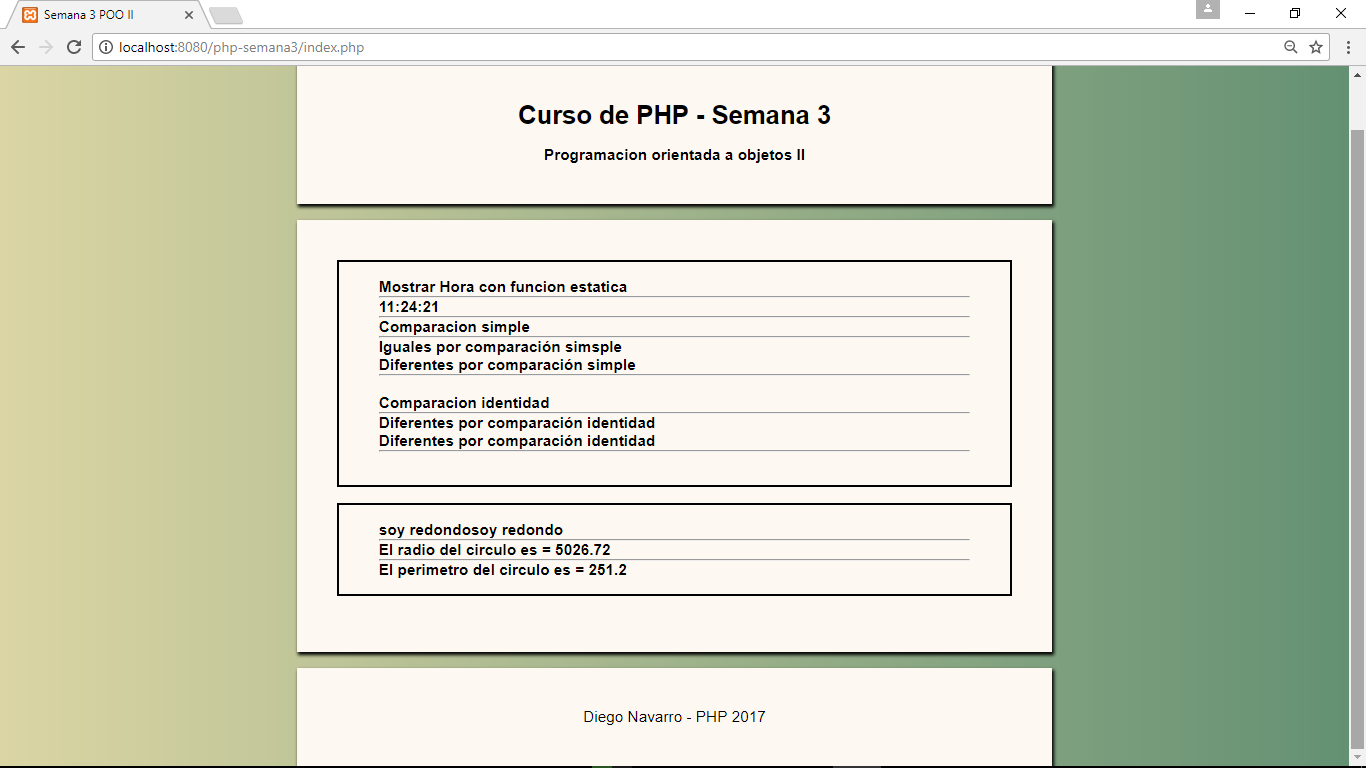 Semana 3 POO II
localhost:8080/php-semana3/index.php
Curso de PHP - Semana 3
Programacion orientada a objetos II
Mostrar Hora con funcion estatica
11:24:21
Comparacion simple
Iguales por comparación simsple
Diferentes por comparación simple
Comparacion identidad
Diferentes por comparación identidad
Diferentes por comparación identidad
soy redondosoy redondo
El radio del circulo es = 5026.72
El perimetro del circulo es = 251.2
Diego Navarro - PHP 2017